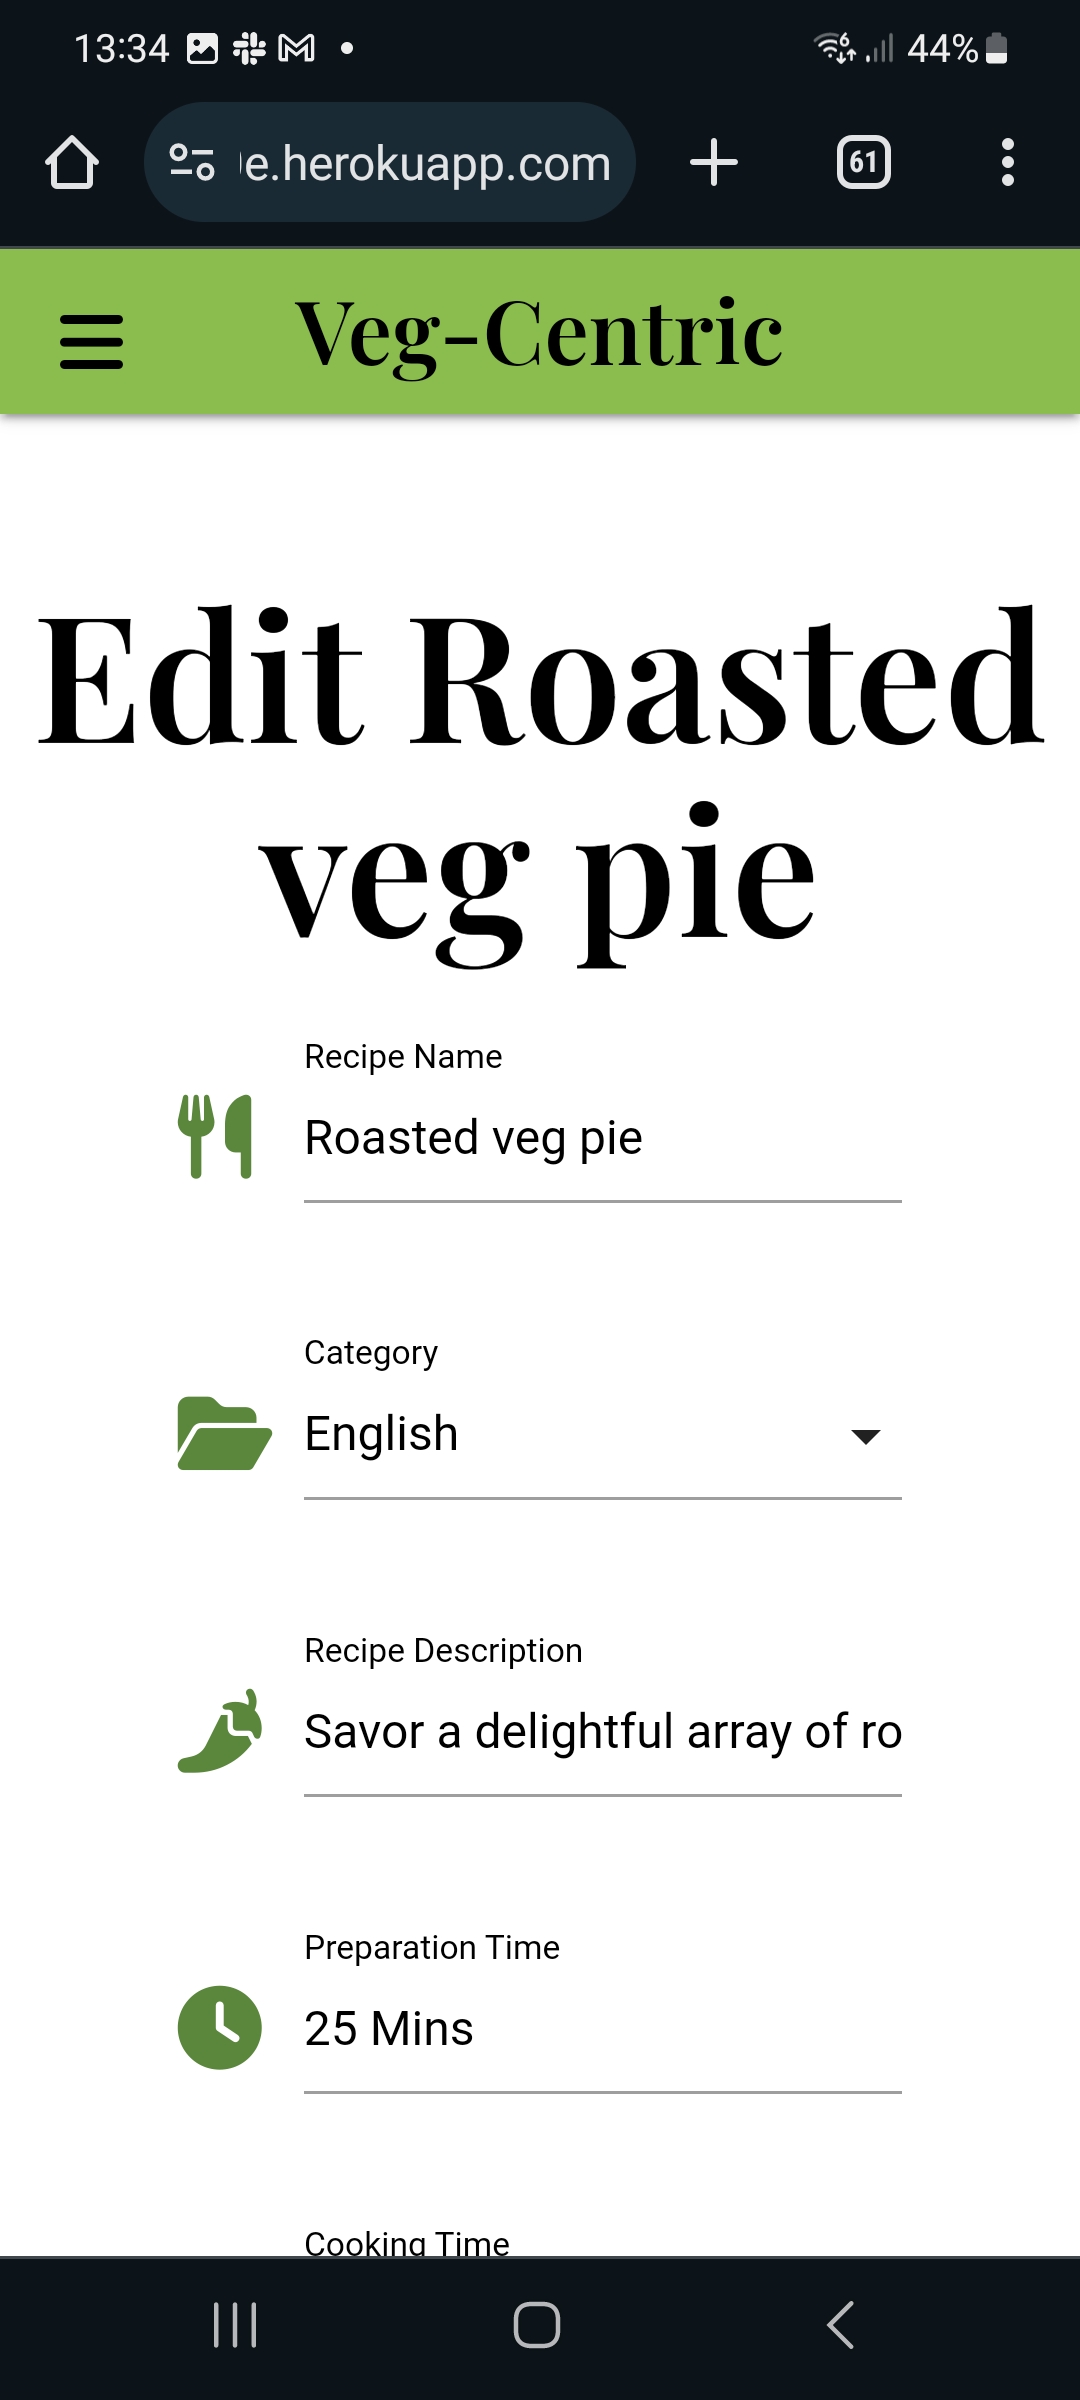 13:34
44%
e.herokuapp.com
61
Veg-Centric
Edit Roasted
veg pie
Recipe Name
Roasted veg pie
Category
English
Recipe Description
Savor a delightful array of ro
Preparation Time
25 Mins
Cooking Time